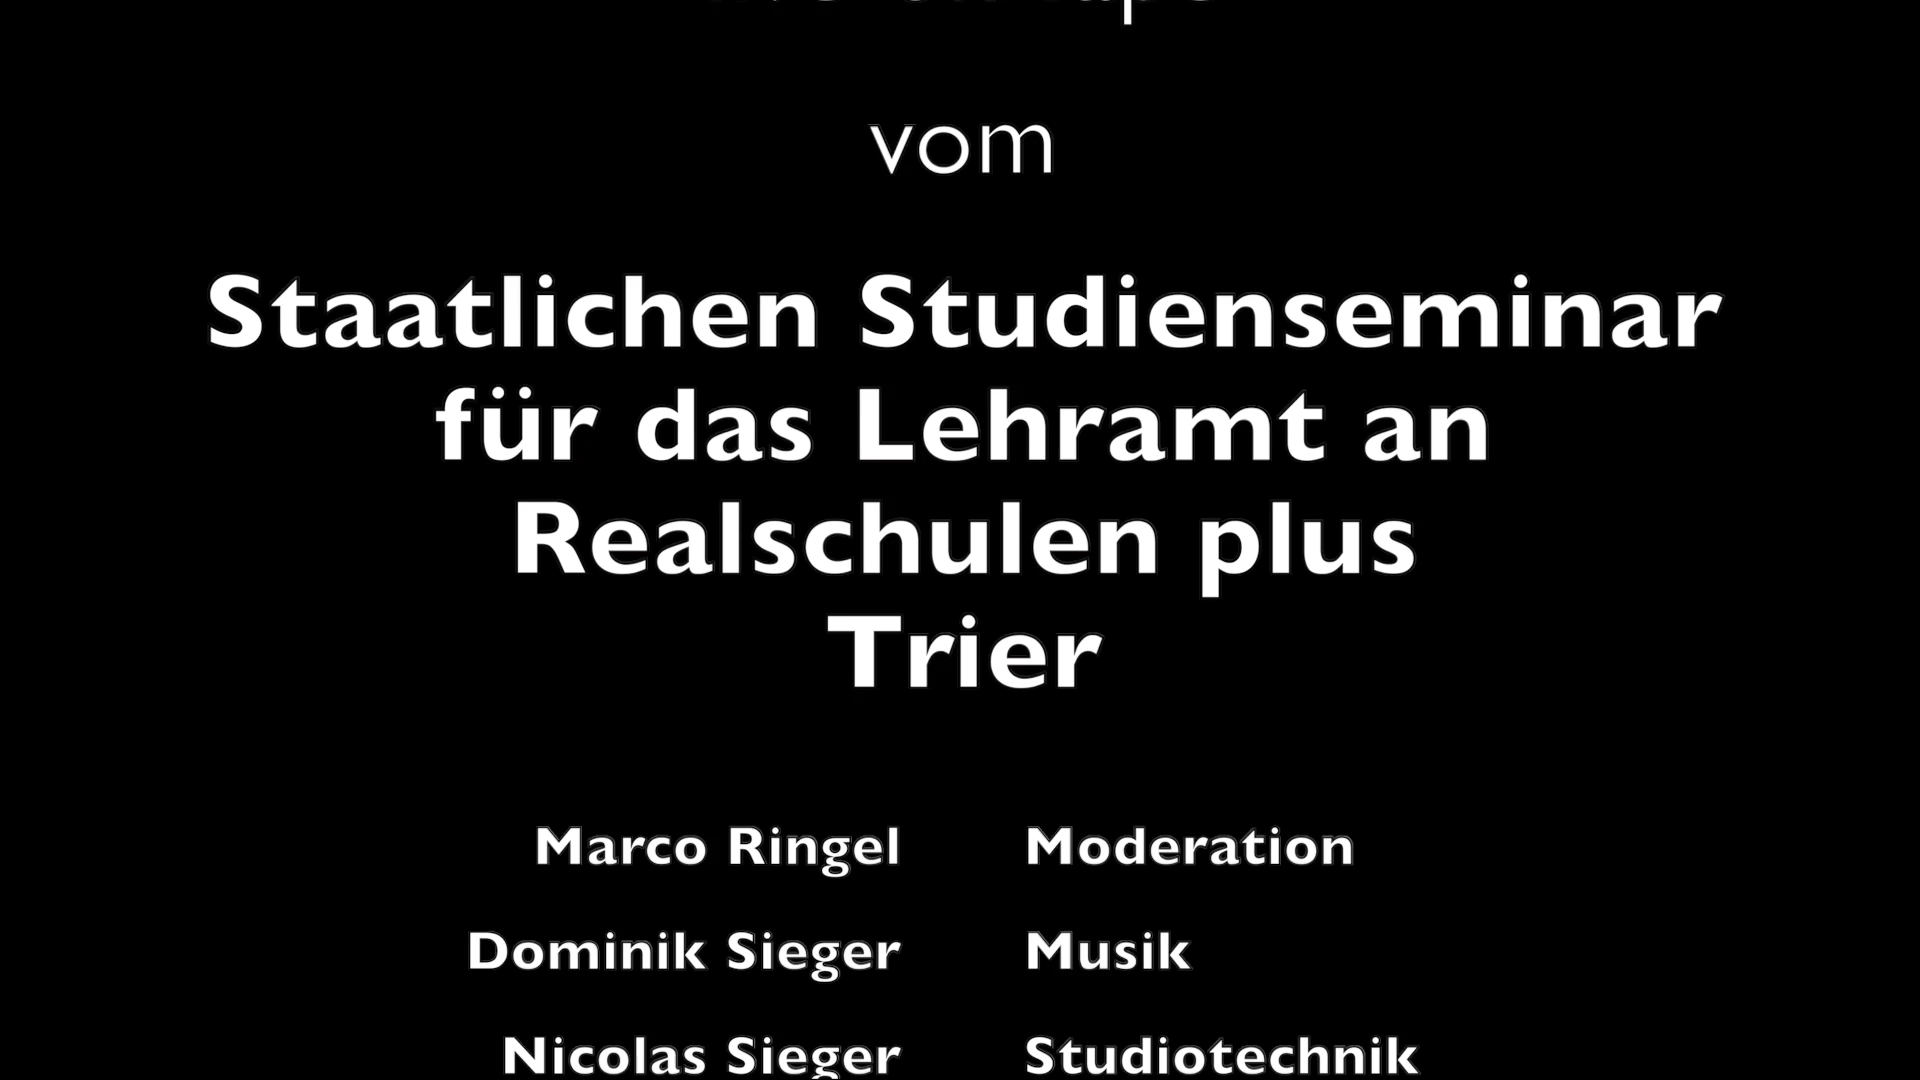 vom
Staatlichen Studienseminar
für das Lehramt an
Realschulen plus
Trier
Marco Ringel Moderation
Dominik Sieger Musik
Nicolas Sieger Studiotechnik